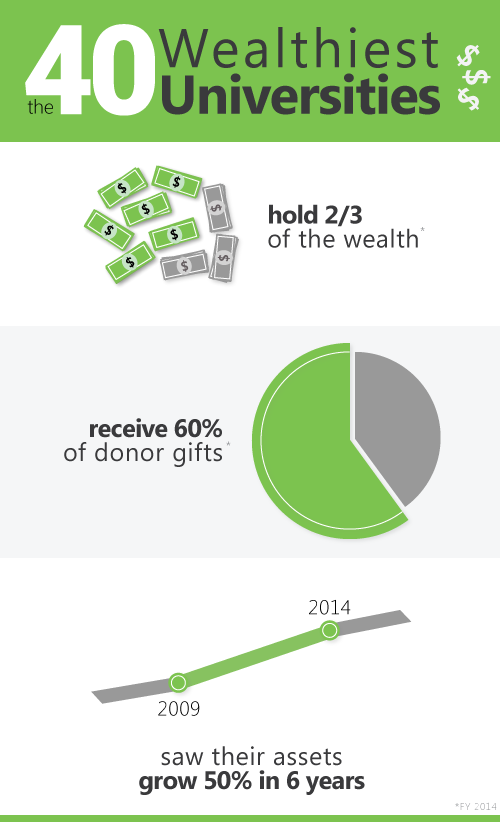 the 40 Wealthiest
Universities
$ $ $
$ $ $ $ $ $ $ $ $
hold 2/3
of the wealth*
receive 60%
of donor gifts*
2014
2009
saw their assets
grow 50% in 6 years
*FY 2014